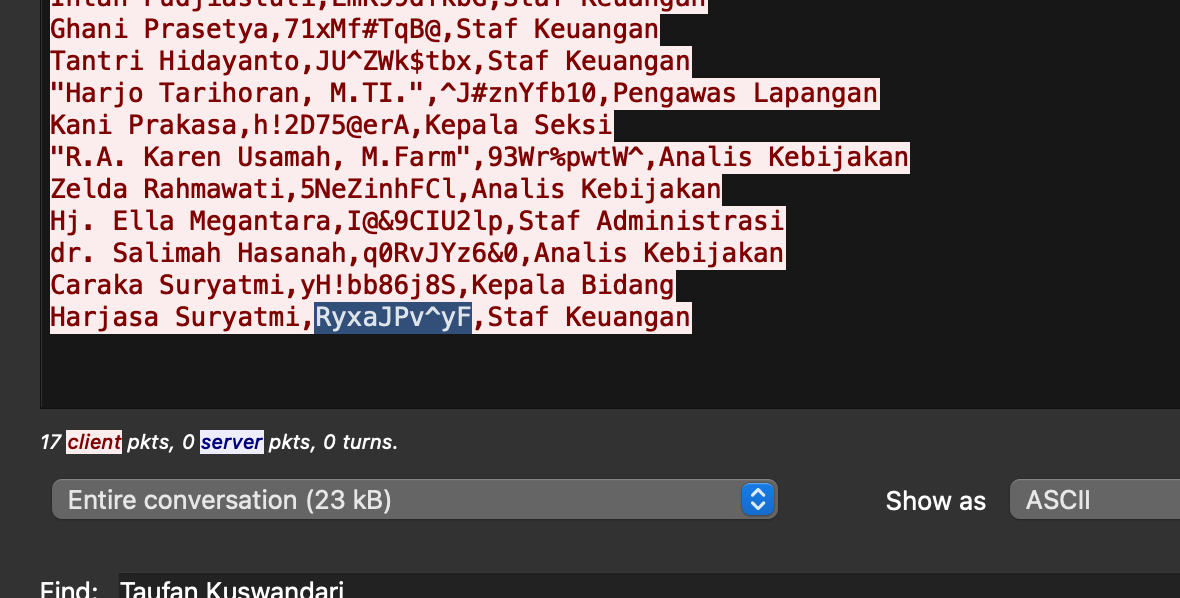 Ghani Prasetya,71xMf#TqB@,Staf Keuangan
Tantri Hidayanto,JU^ZWk$tbx,Staf Keuangan
"Harjo Tarihoran, M.TI.",^J#znYfb10,Pengawas Lapangan
Kani Prakasa,h!2D75@erA,Kepala Seksi
"R.A. Karen Usamah, M.Farm",93Wr%pwtW^,Analis Kebijakan
Zelda Rahmawati,5NeZinhFCl,Analis Kebijakan
Hj. Ella Megantara,I@&9CIU2lp,Staf Administrasi
dr. Salimah Hasanah,q0RvJYz6&0,Analis Kebijakan
Caraka Suryatmi,yH!bb86j8S,Kepala Bidang
Harjasa Suryatmi,RyxaJPv^yF,Staf Keuangan
17 client pkts, 0 server pkts, 0 turns.
Entire conversation (23 kB)
Show as ASCII
Find: Taufan Kuswandari